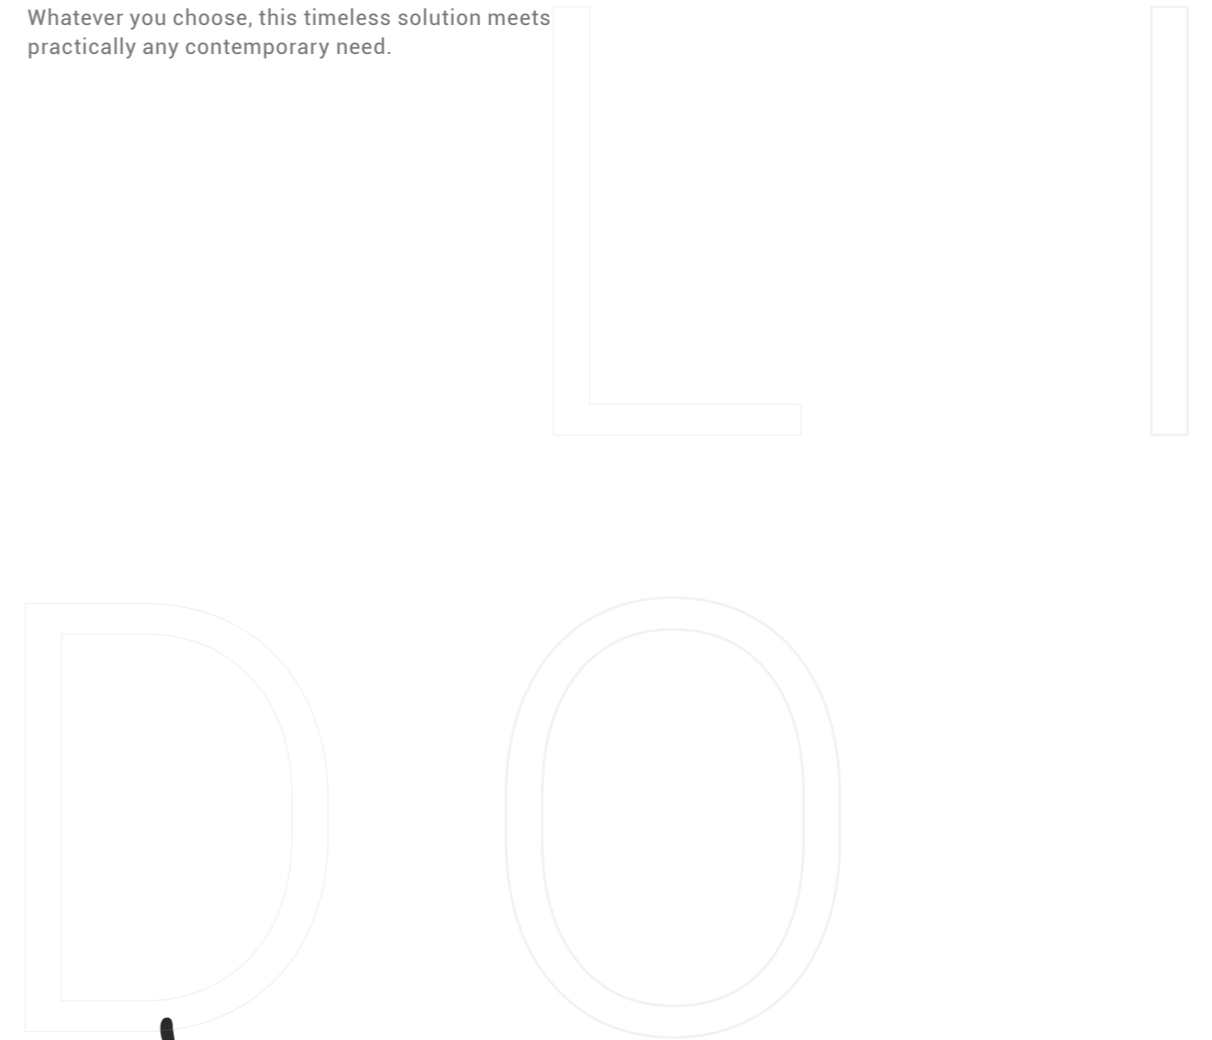 Whatever you choose, this timeless solution meets
practically any contemporary need.
L I
D O